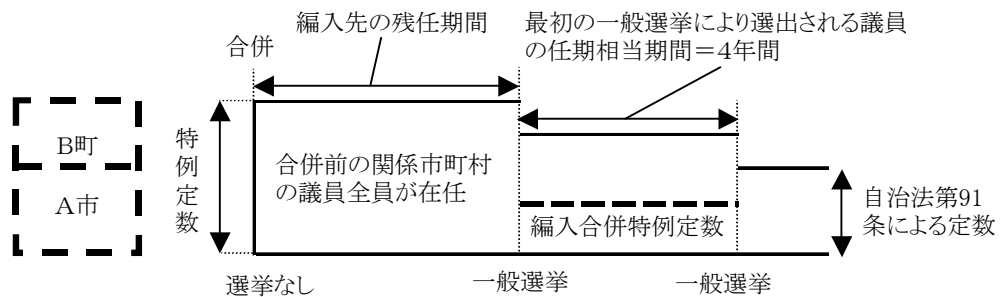 編入先の残任期間
最初の一般選挙により選出される議員
の任期相当期間＝4年間
合併
B町
A市
特例定数
合併前の関係市町村
の議員全員が在任
編入合併特例定数
自治法第91
条による定数
選挙なし
一般選挙
一般選挙